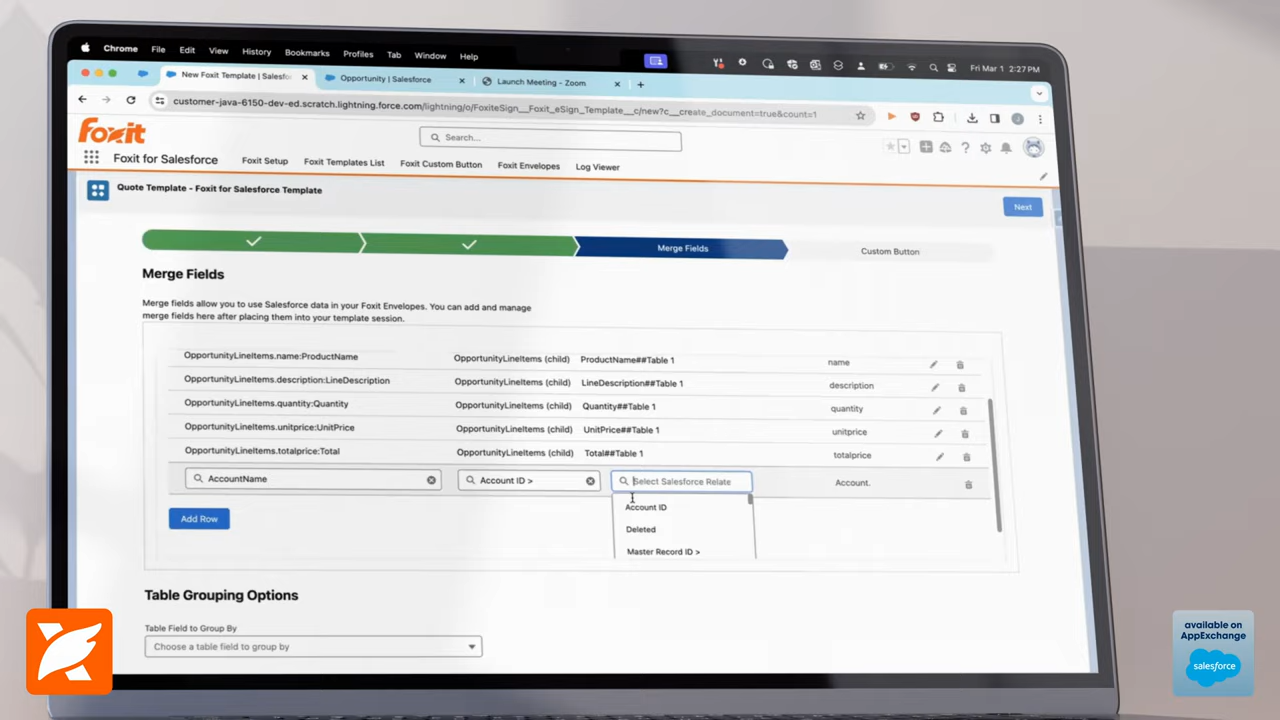 Chrome File Edit View History Bookmarks Profiles Tab Window Help
Fri Mar 1 2:27 PM
New Foxit Template | Salesfo
Opportunity | Salesforce
Launch Meeting - Zoom
customer-java-6150-dev-ed.scratch.lightning.force.com/lightning/o/FoxiteSign__Foxit_eSign_Template__c/new?c__create_document=true&count=1
foxit
Search...
Foxit for Salesforce Foxit Setup Foxit Templates List Foxit Custom Button Foxit Envelopes Log Viewer
Quote Template - Foxit for Salesforce Template
Next
Merge Fields
Custom Button
Merge Fields
Merge fields allow you to use Salesforce data in your Foxit Envelopes. You can add and manage
merge fields here after placing them into your template session.
OpportunityLineItems.name:ProductName OpportunityLineItems (child) ProductName##Table 1 name
OpportunityLineItems.description:LineDescription OpportunityLineItems (child) LineDescription##Table 1 description
OpportunityLineItems.quantity:Quantity OpportunityLineItems (child) Quantity##Table 1 quantity
OpportunityLineItems.unitprice:UnitPrice OpportunityLineItems (child) UnitPrice##Table 1 unitprice
OpportunityLineItems.totalprice:Total OpportunityLineItems (child) Total##Table 1 totalprice
AccountName Account ID > Select Salesforce Relate Account.
Account ID
Deleted
Master Record ID >
Add Row
Table Grouping Options
Table Field to Group By
Choose a table field to group by
available on
AppExchange
salesforce